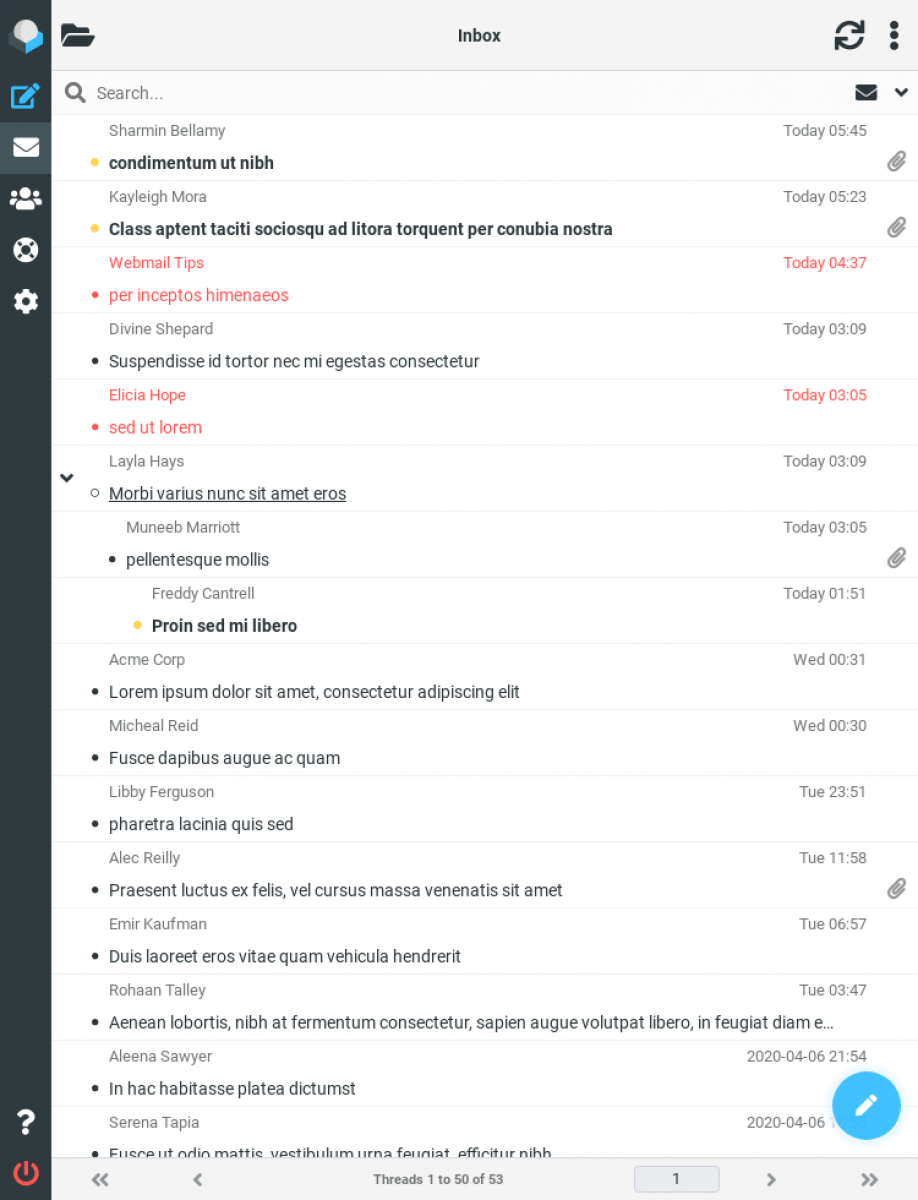 Inbox
Search...
Sharmin Bellamy Today 05:45
condimentum ut nibh
Kayleigh Mora Today 05:23
Class aptent taciti sociosqu ad litora torquent per conubia nostra
Webmail Tips Today 04:37
per inceptos himenaeos
Divine Shepard Today 03:09
Suspendisse id tortor nec mi egestas consectetur
Elicia Hope Today 03:05
sed ut lorem
Layla Hays Today 03:09
Morbi varius nunc sit amet eros
Muneeb Marriott Today 03:05
pellentesque mollis
Freddy Cantrell Today 01:51
Proin sed mi libero
Acme Corp Wed 00:31
Lorem ipsum dolor sit amet, consectetur adipiscing elit
Micheal Reid Wed 00:30
Fusce dapibus augue ac quam
Libby Ferguson Tue 23:51
pharetra lacinia quis sed
Alec Reilly Tue 11:58
Praesent luctus ex felis, vel cursus massa venenatis sit amet
Emir Kaufman Tue 06:57
Duis laoreet eros vitae quam vehicula hendrerit
Rohaan Talley Tue 03:47
Aenean lobortis, nibh at fermentum consectetur, sapien augue volutpat libero, in feugiat diam e...
Aleena Sawyer 2020-04-06 21:54
In hac habitasse platea dictumst
Serena Tapia 2020-04-06
Fusce ut odio mattis, vestibulum urna feugiat, efficitur nibh
Threads 1 to 50 of 53 1